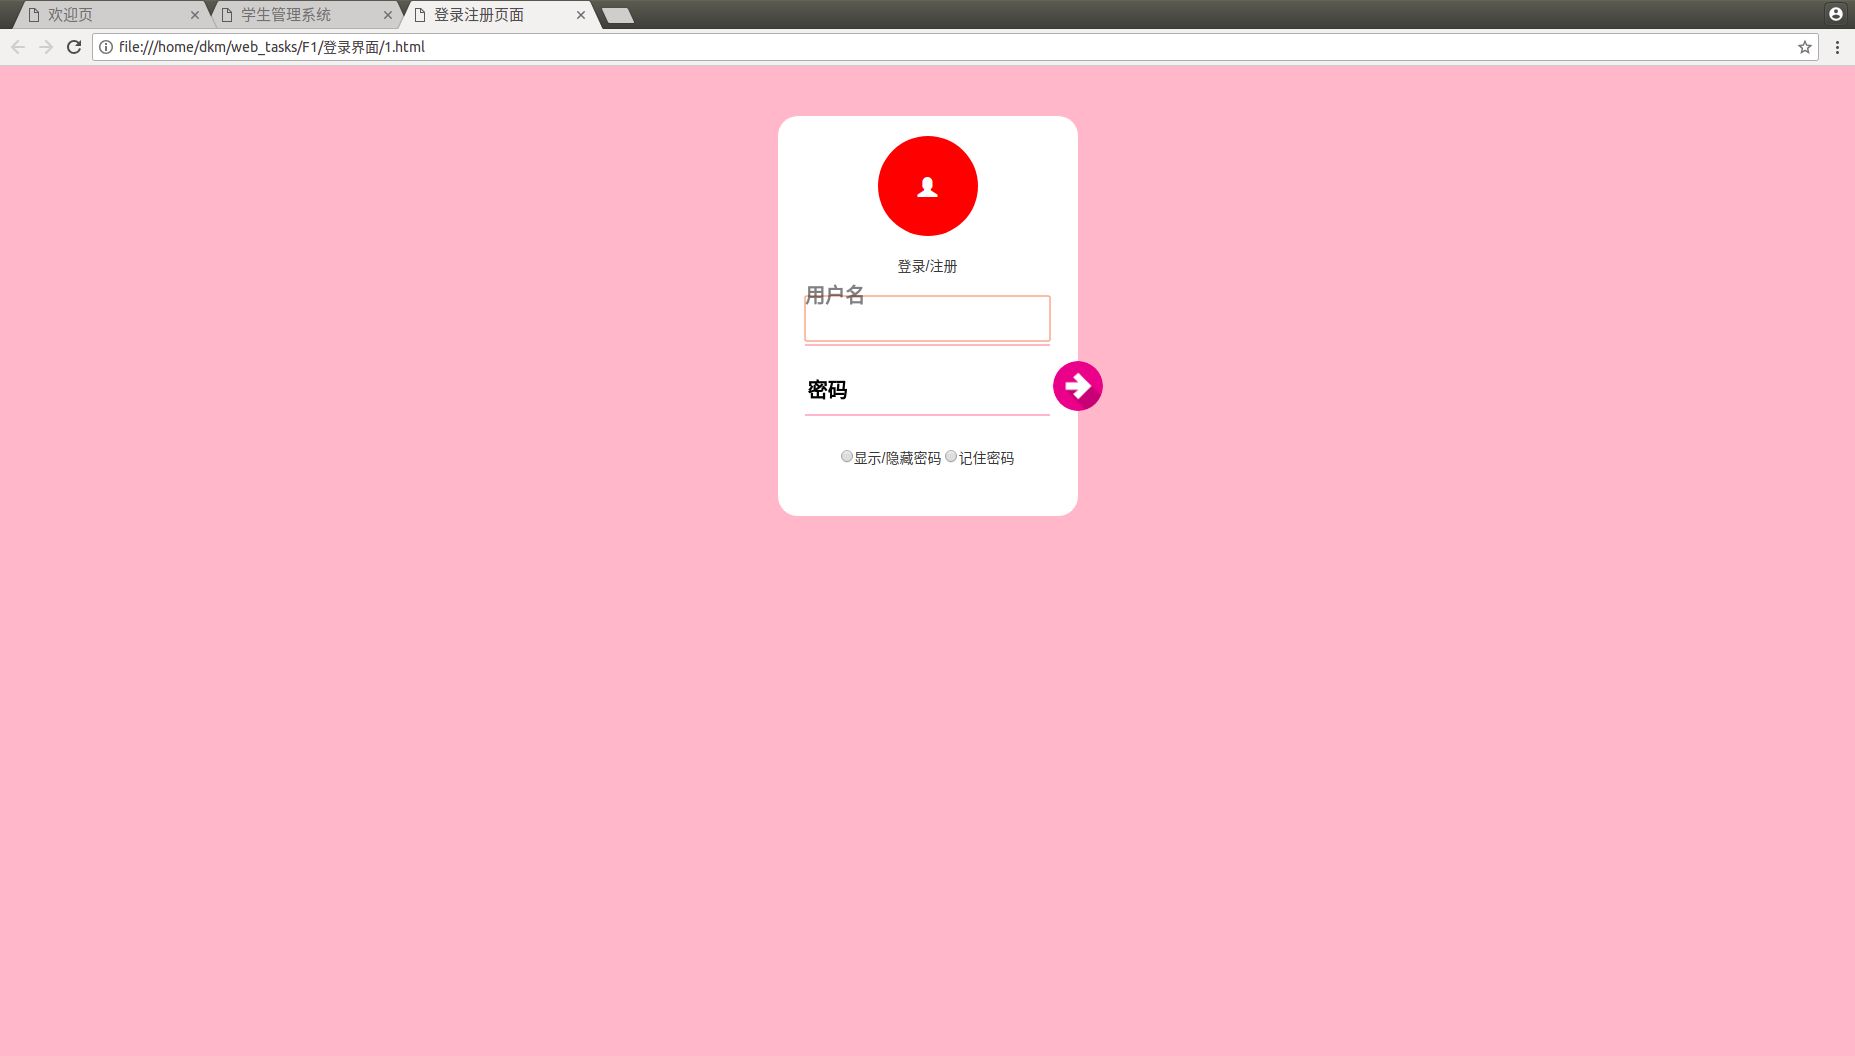 欢迎页
学生管理系统
登录注册页面
file:///home/dkm/web_tasks/F1/登录界面/1.html
登录/注册
用户名
密码
显示/隐藏密码 记住密码